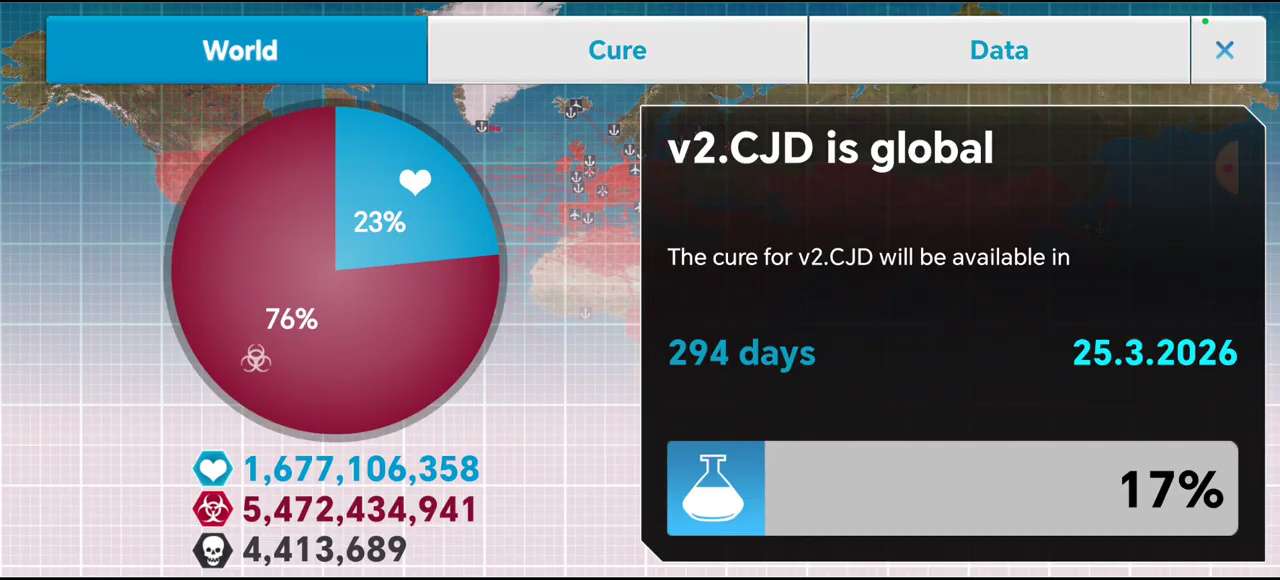 World
Cure
Data
v2.CJD is global
23%
76%
The cure for v2.CJD will be available in
294 days
25.3.2026
17%
1,677,106,358
5,472,434,941
4,413,689